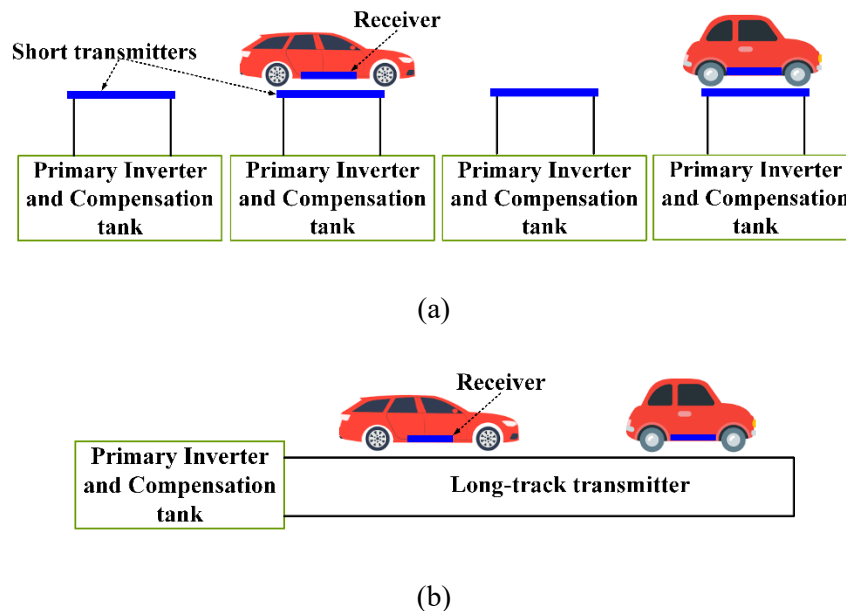 Receiver
Short transmitters
Primary Inverter
and Compensation
tank
Primary Inverter
and Compensation
tank
Primary Inverter
and Compensation
tank
Primary Inverter
and Compensation
tank
(a)
Receiver
Primary Inverter
and Compensation
tank
Long-track transmitter
(b)